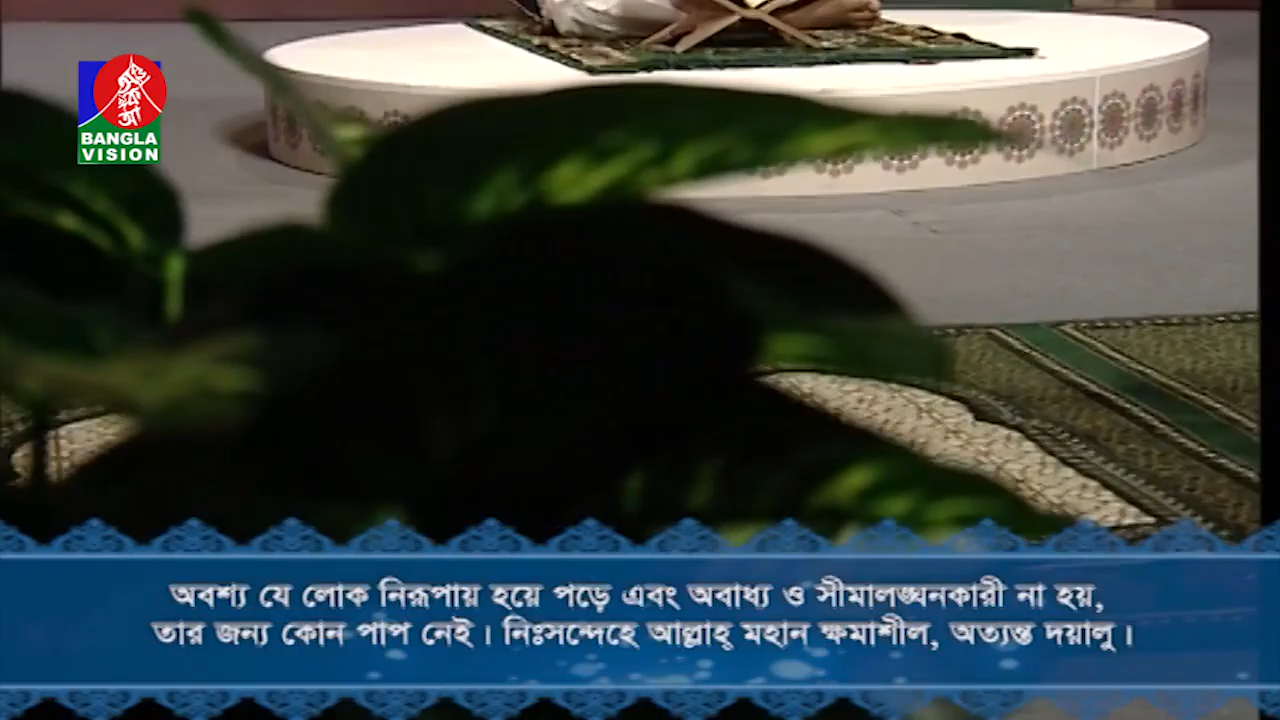 BANGLA
VISION
অবশ্য যে লোক নিরূপায় হয়ে পড়ে এবং অবাধ্য ও সীমালঙ্ঘনকারী না হয়,
তার জন্য কোন পাপ নেই। নিঃসন্দেহে আল্লাহ্ মহান ক্ষমাশীল, অত্যন্ত দয়ালু।